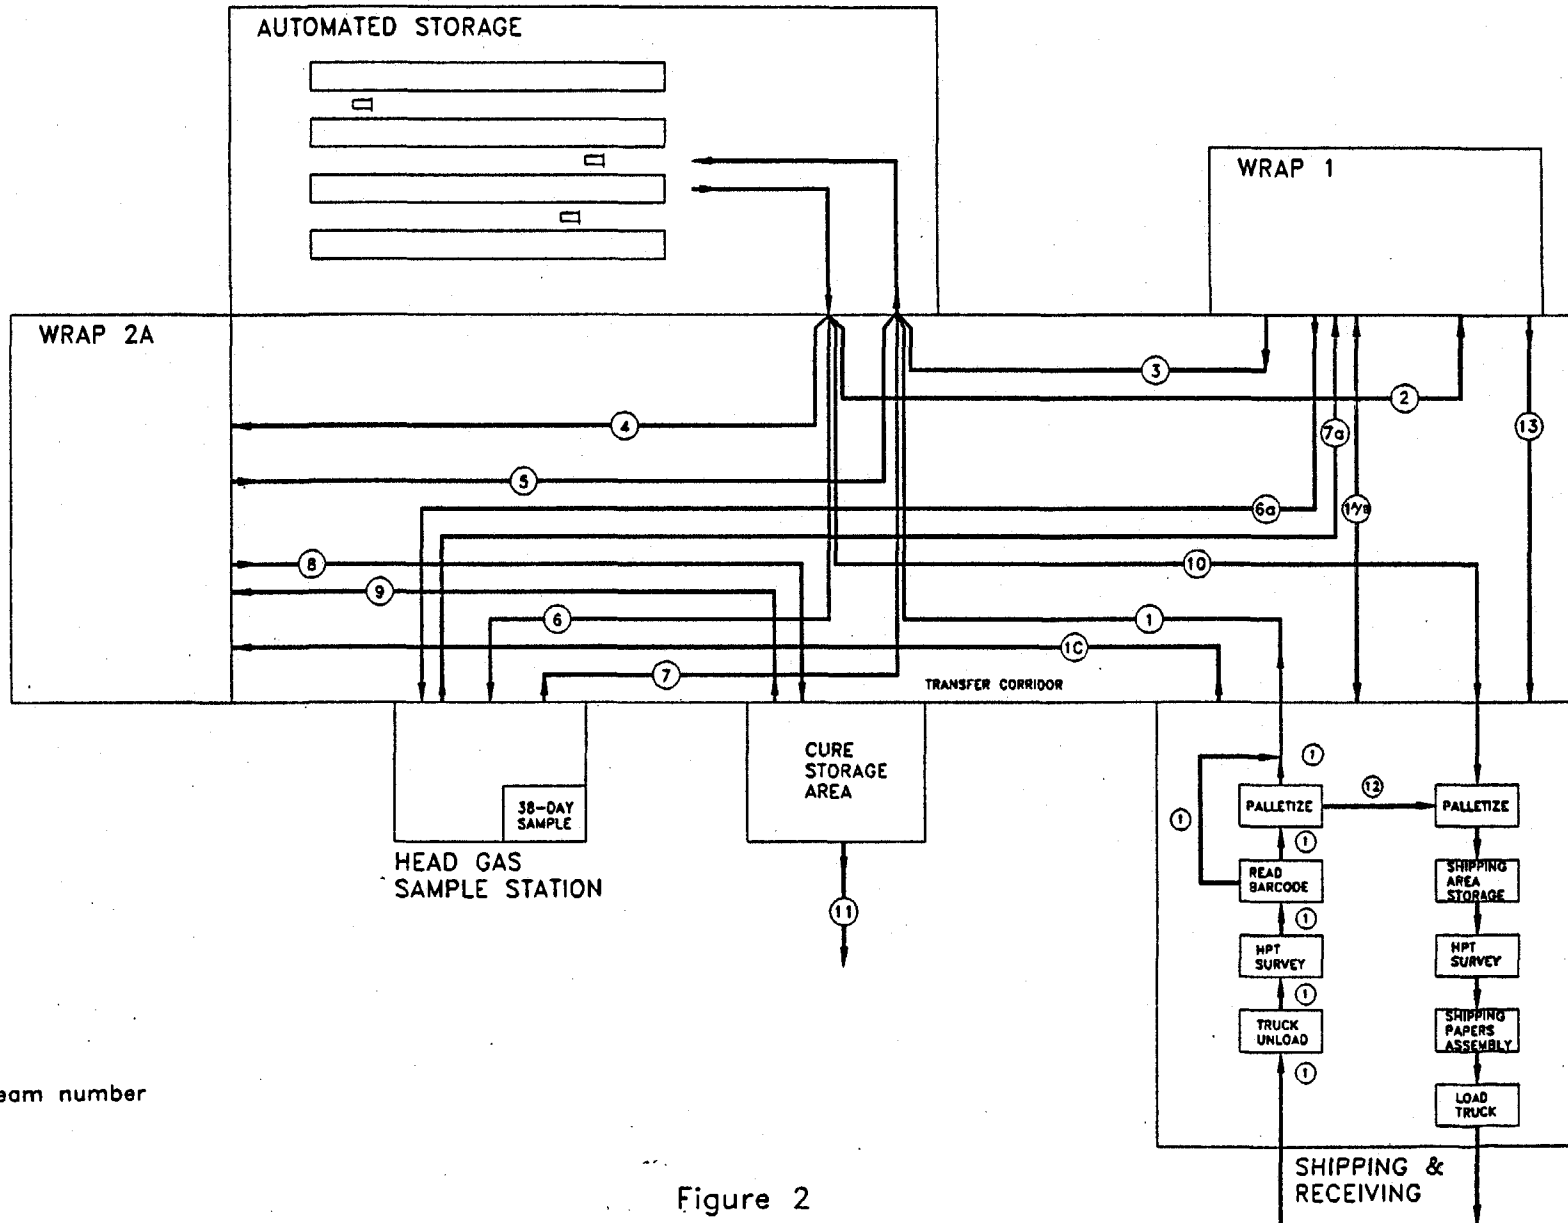 AUTOMATED STORAGE
WRAP 1
WRAP 2A
3
2
4
7a
13
5
6a
1A/B
8
10
9
6
1
1C
7
TRANSFER CORRIDOR
CURE
STORAGE
AREA
38-DAY
SAMPLE
HEAD GAS
SAMPLE STATION
11
1
PALLETIZE
12
PALLETIZE
1
1
READ
BARCODE
SHIPPING
AREA
STORAGE
1
HPT
SURVEY
HPT
SURVEY
1
TRUCK
UNLOAD
SHIPPING
PAPERS
ASSEMBLY
1
LOAD
TRUCK
eam number
SHIPPING &
RECEIVING
Figure 2